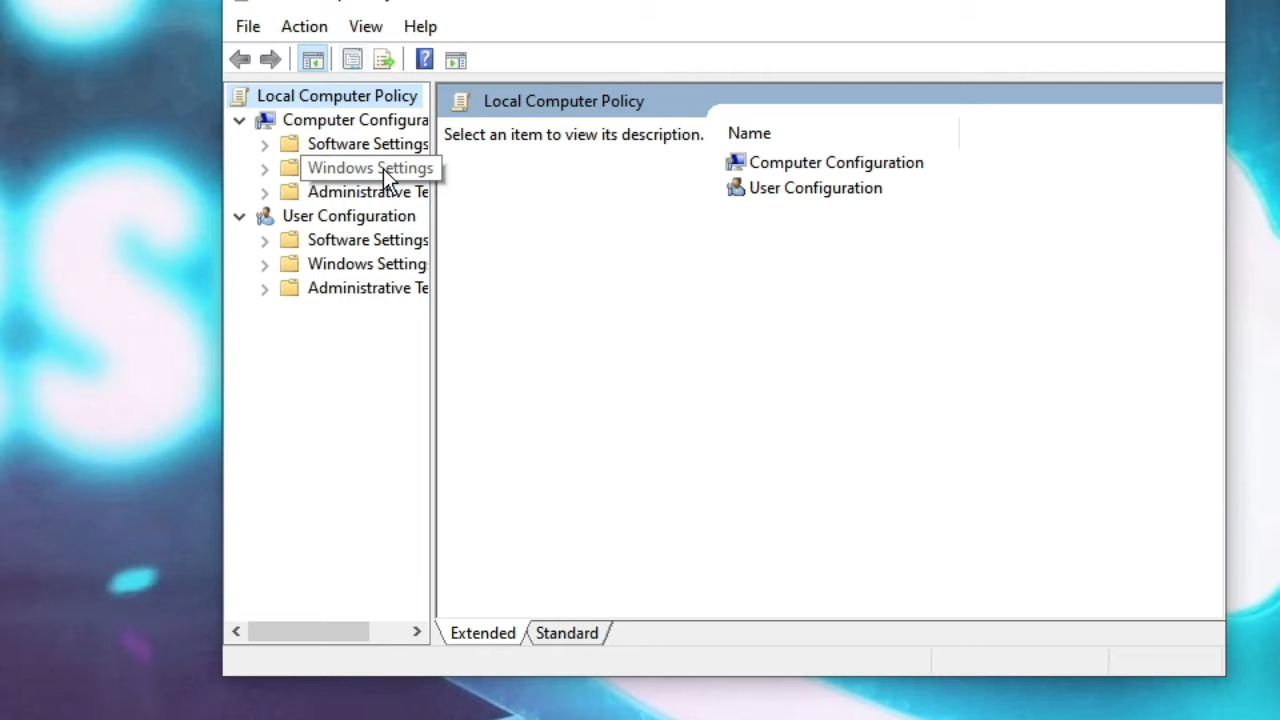 File Action View Help
Local Computer Policy
Computer Configura
Software Settings
Windows Settings
Administrative Te
User Configuration
Software Settings
Windows Setting
Administrative Te
Local Computer Policy
Select an item to view its description.
Name
Computer Configuration
User Configuration
Extended Standard